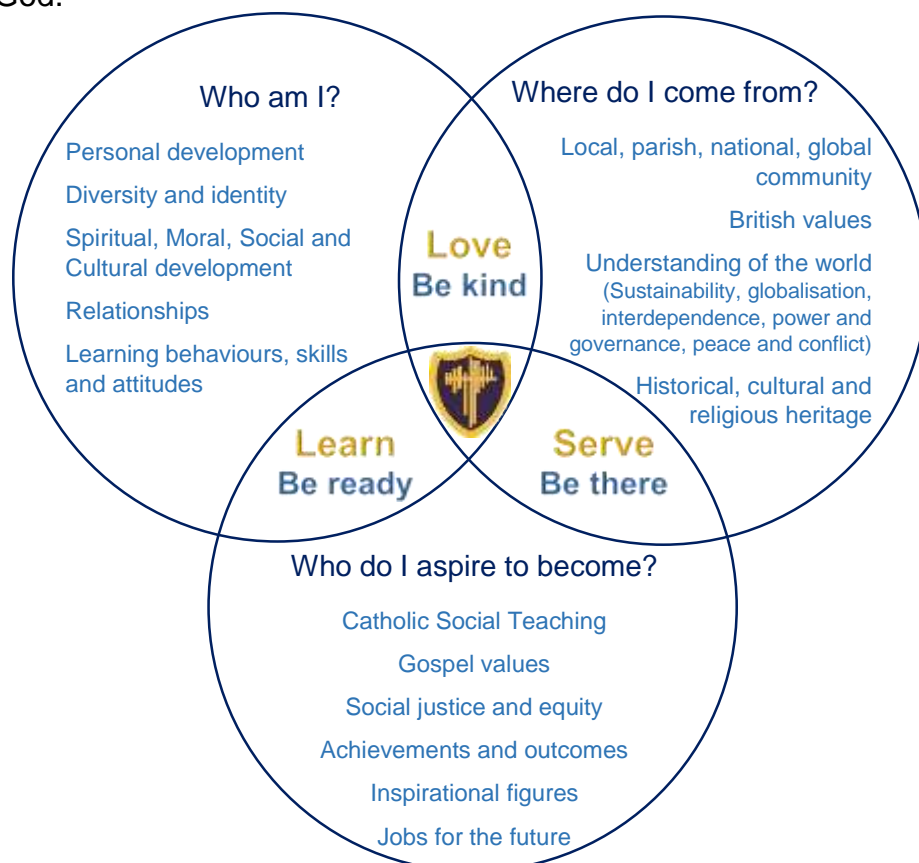 God.
Who am I?
Personal development
Diversity and identity
Spiritual, Moral, Social and
Cultural development
Relationships
Learning behaviours, skills
and attitudes
Where do I come from?
Local, parish, national, global
community
British values
Understanding of the world
(Sustainability, globalisation,
interdependence, power and
governance, peace and conflict)
Historical, cultural and
religious heritage
Love
Be kind
Learn
Be ready
Serve
Be there
Who do I aspire to become?
Catholic Social Teaching
Gospel values
Social justice and equity
Achievements and outcomes
Inspirational figures
Jobs for the future